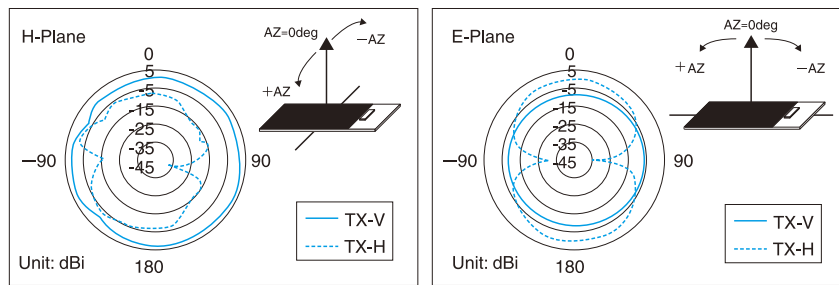 H-Plane
0
5
-5
-15
-25
-35
-45
−90
90
180
AZ=0deg
−AZ
+AZ
TX-V
TX-H
Unit: dBi
E-Plane
0
5
-5
-15
-25
-35
-45
−90
90
180
AZ=0deg
+AZ
−AZ
TX-V
TX-H
Unit: dBi